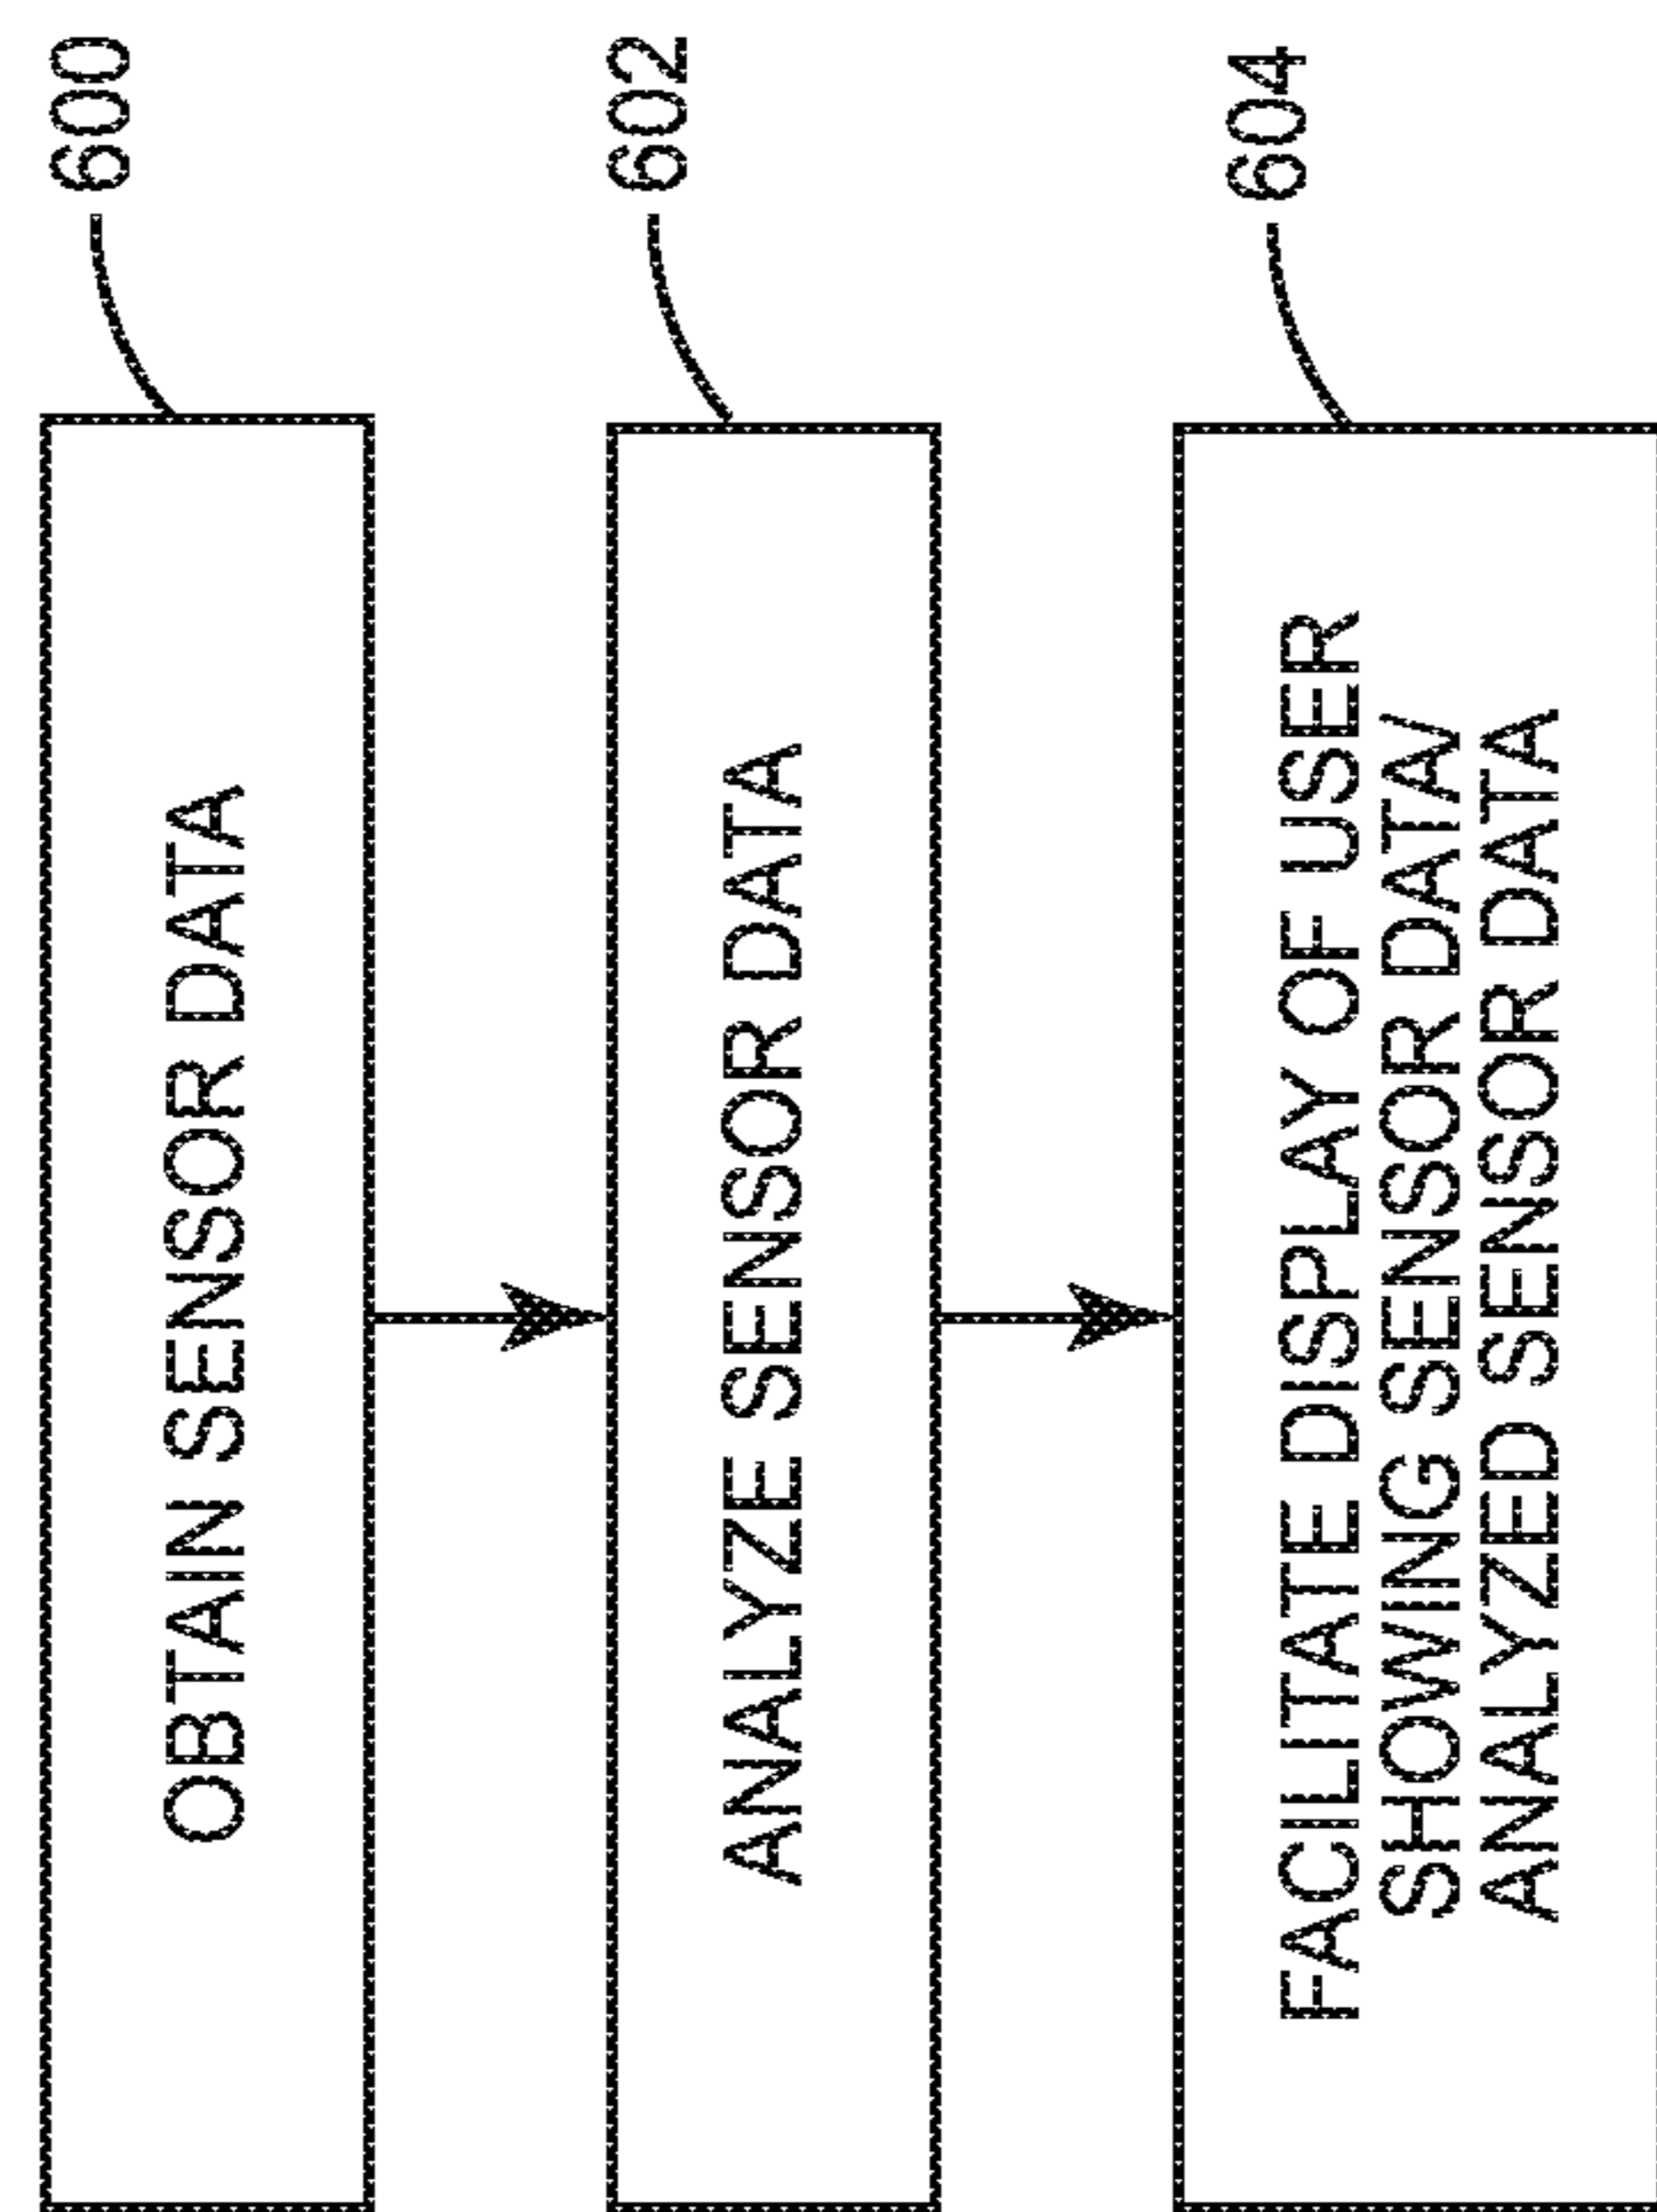 600
OBTAIN SENSOR DATA
602
ANALYZE SENSOR DATA
604
FACILITATE DISPLAY OF USER
SHOWING SENSOR DATA/
ANALYZED SENSOR DATA